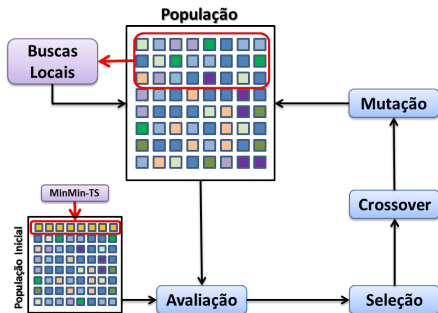 População
Buscas
Locais
Mutação
MinMin-TS
Crossover
População Inicial
Avaliação
Seleção